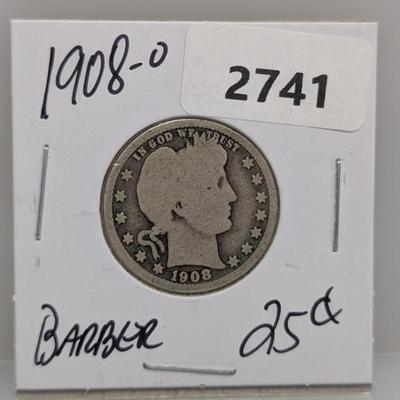 1908-O
2741
IN GOD WE TRUST
1908
BARBER
25¢